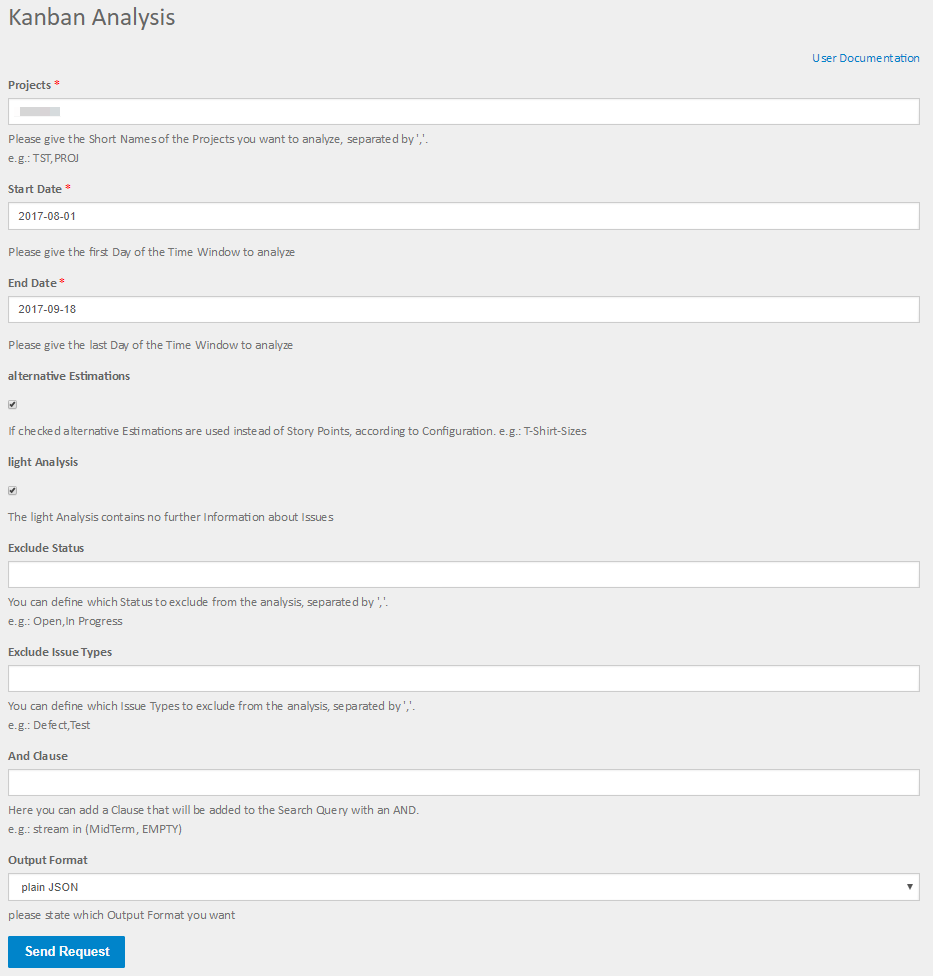 Kanban Analysis
User Documentation
Projects *
Please give the Short Names of the Projects you want to analyze, separated by ','.
e.g.: TST,PROJ
Start Date *
2017-08-01
Please give the first Day of the Time Window to analyze
End Date *
2017-09-18
Please give the last Day of the Time Window to analyze
alternative Estimations
If checked alternative Estimations are used instead of Story Points, according to Configuration. e.g.: T-Shirt-Sizes
light Analysis
The light Analysis contains no further Information about Issues
Exclude Status
You can define which Status to exclude from the analysis, separated by ','.
e.g.: Open,In Progress
Exclude Issue Types
You can define which Issue Types to exclude from the analysis, separated by ','.
e.g.: Defect,Test
And Clause
Here you can add a Clause that will be added to the Search Query with an AND.
e.g.: stream in (MidTerm, EMPTY)
Output Format
plain JSON
please state which Output Format you want
Send Request